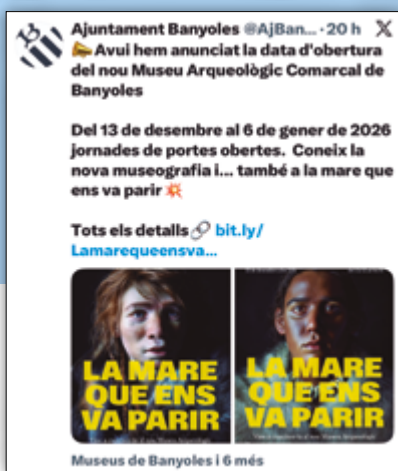 Ajuntament Banyoles @AjBan... · 20 h
📣Avui hem anunciat la data d'obertura
del nou Museu Arqueològic Comarcal de
Banyoles
Del 13 de desembre al 6 de gener de 2026
jornades de portes obertes. Coneix la
nova museografia i... també a la mare que
ens va parir 💥
Tots els detalls 🔗 bit.ly/
Lamarequeensva...
LA MARE
QUE ENS
VA PARIR
LA MARE
QUE ENS
VA PARIR
Museus de Banyoles i 6 més